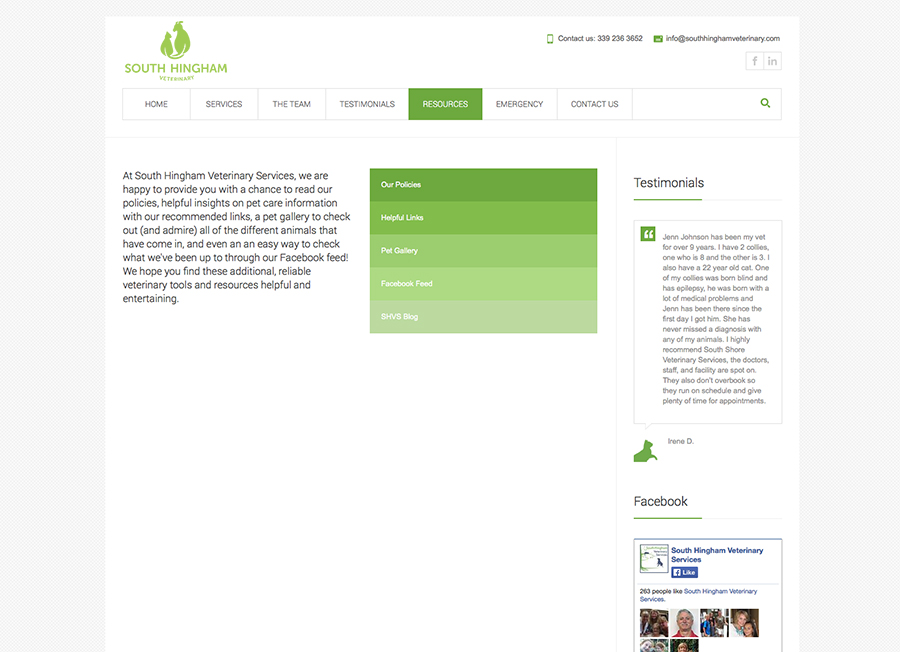 SOUTH HINGHAM
VETERINARY
Contact us: 339 236 3652
info@southhinghamveterinary.com
f in
HOME
SERVICES
THE TEAM
TESTIMONIALS
RESOURCES
EMERGENCY
CONTACT US
At South Hingham Veterinary Services, we are
happy to provide you with a chance to read our
policies, helpful insights on pet care information
with our recommended links, a pet gallery to check
out (and admire) all of the different animals that
have come in, and even an an easy way to check
what we've been up to through our Facebook feed!
We hope you find these additional, reliable
veterinary tools and resources helpful and
entertaining.
Our Policies
Helpful Links
Pet Gallery
Facebook Feed
SHVS Blog
Testimonials
Jenn Johnson has been my vet
for over 9 years. I have 2 collies,
one who is 8 and the other is 3. I
also have a 22 year old cat. One
of my collies was born blind and
has epilepsy, he was born with a
lot of medical problems and
Jenn has been there since the
first day I got him. She has
never missed a diagnosis with
any of my animals. I highly
recommend South Shore
Veterinary Services, the doctors,
staff, and facility are spot on.
They also don't overbook so
they run on schedule and give
plenty of time for appointments.
Irene D.
Facebook
South Hingham Veterinary
Services
Like
263 people like South Hingham Veterinary
Services.